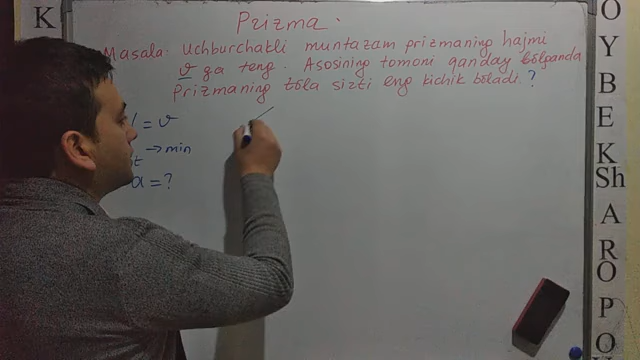 Prizma.
Masala: Uchburchakli muntazam prizmaning hajmi
v ga teng. Asosining tomoni qanday bo'lganda
prizmaning to'la sirti eng kichik bo'ladi?
= v
t → min
a = ?
K
O
Y
B
E
K
Sh
A
R
O
P
O